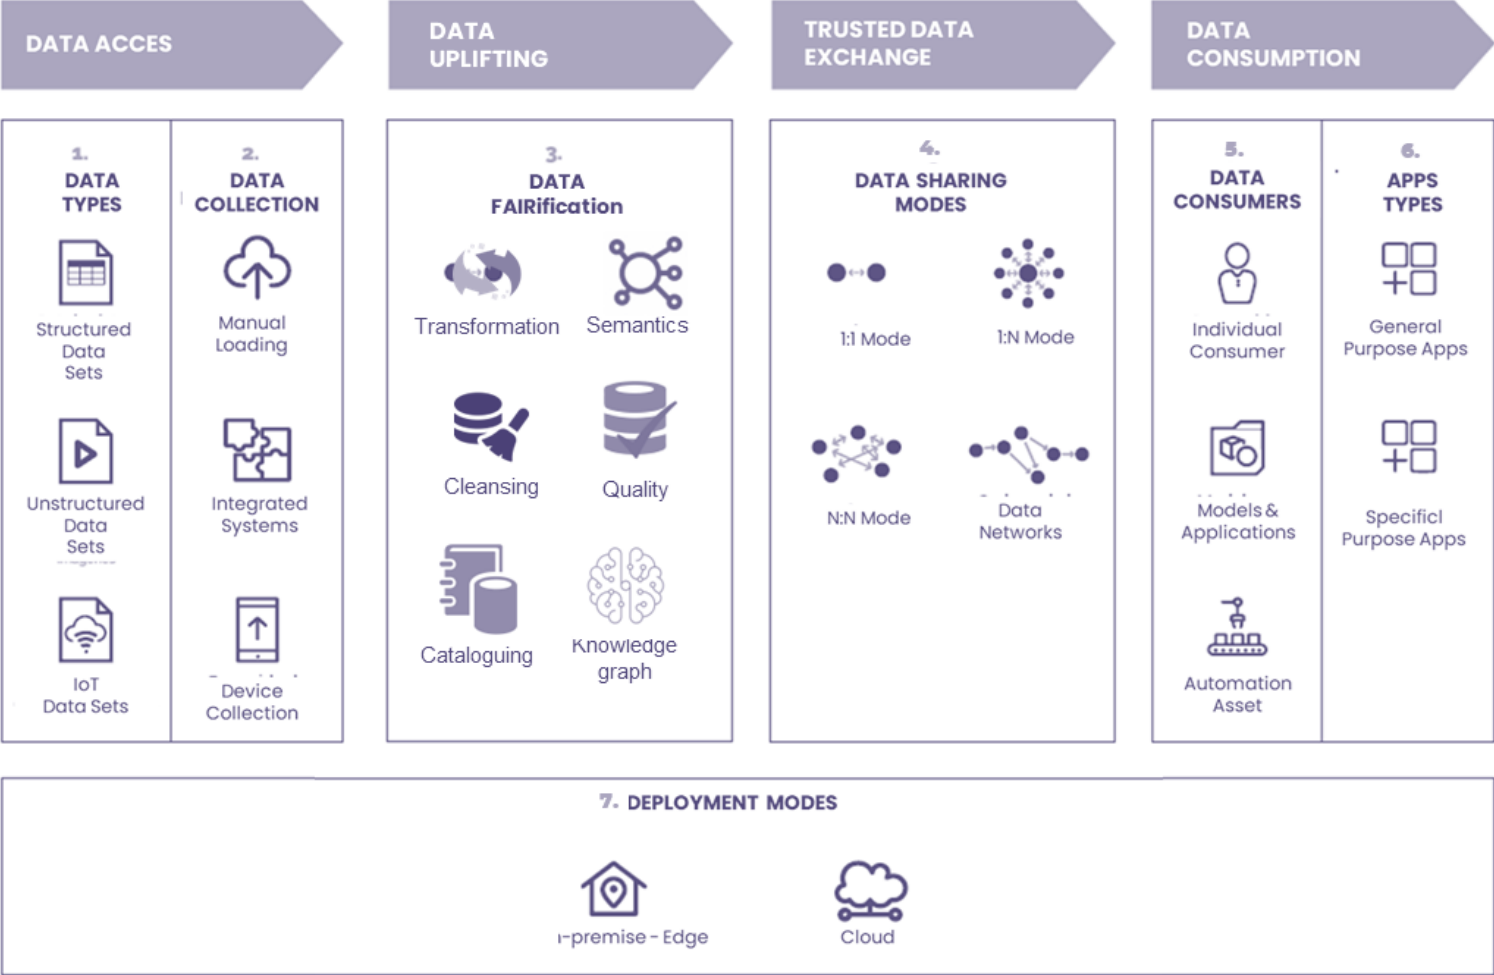 DATA ACCES
DATA
UPLIFTING
TRUSTED DATA
EXCHANGE
DATA
CONSUMPTION
1.
DATA
TYPES
Structured
Data
Sets
Unstructured
Data
Sets
IoT
Data Sets
2.
DATA
COLLECTION
Manual
Loading
Integrated
Systems
Device
Collection
3.
DATA
FAIRification
Transformation
Semantics
Cleansing
Quality
Cataloguing
Knowledge
graph
4.
DATA SHARING
MODES
1:1 Mode
1:N Mode
N:N Mode
Data
Networks
5.
DATA
CONSUMERS
Individual
Consumer
Models &
Applications
Automation
Asset
6.
APPS
TYPES
General
Purpose Apps
Specificl
Purpose Apps
7. DEPLOYMENT MODES
-premise - Edge
Cloud